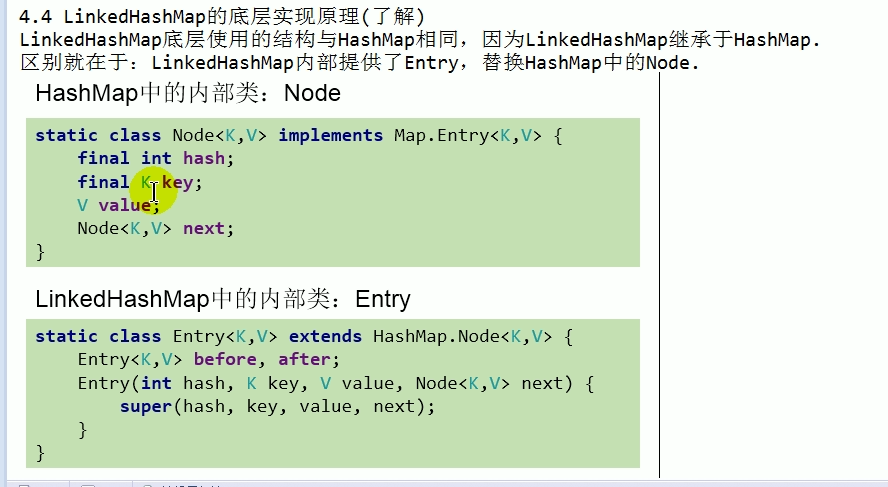 4.4 LinkedHashMap的底层实现原理(了解)
LinkedHashMap底层使用的结构与HashMap相同，因为LinkedHashMap继承于HashMap.
区别就在于：LinkedHashMap内部提供了Entry，替换HashMap中的Node.
HashMap中的内部类：Node
static class Node<K,V> implements Map.Entry<K,V> {
    final int hash;
    final K key;
    V value;
    Node<K,V> next;
}
LinkedHashMap中的内部类：Entry
static class Entry<K,V> extends HashMap.Node<K,V> {
    Entry<K,V> before, after;
    Entry(int hash, K key, V value, Node<K,V> next) {
        super(hash, key, value, next);
    }
}